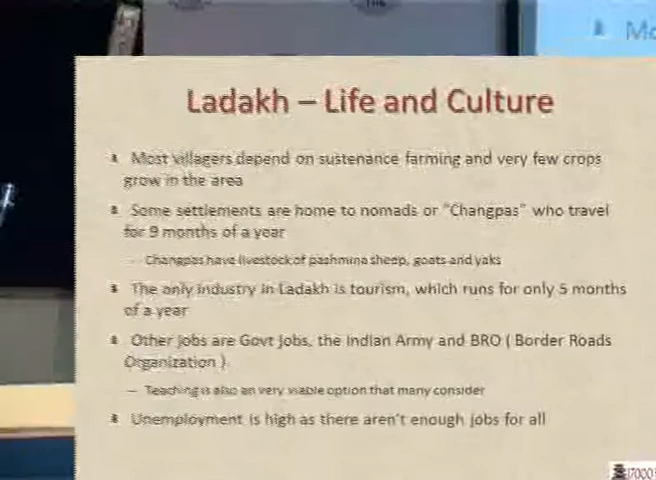 Mo
Ladakh – Life and Culture
Most villagers depend on sustenance farming and very few crops
grow in the area
Some settlements are home to nomads or "Changpas" who travel
for 9 months of a year
– Changpas have livestock of pashmina sheep, goats and yaks
The only industry in Ladakh is tourism, which runs for only 5 months
of a year
Other jobs are Govt jobs, the Indian Army and BRO ( Border Roads
Organization )
– Teaching is also an very viable option that many consider
Unemployment is high as there aren't enough jobs for all
17000